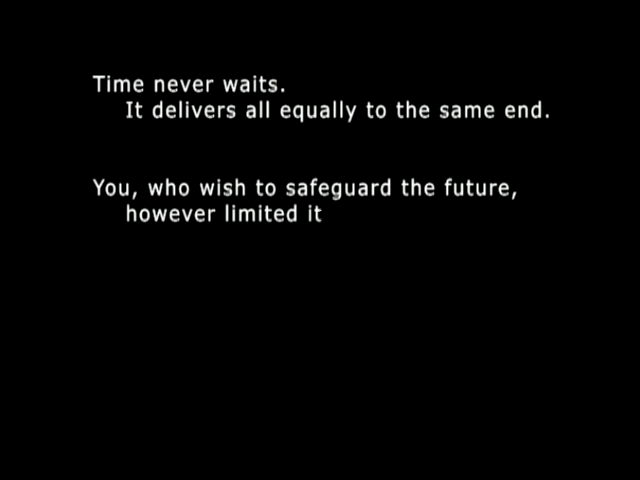 Time never waits.
It delivers all equally to the same end.
You, who wish to safeguard the future,
however limited it